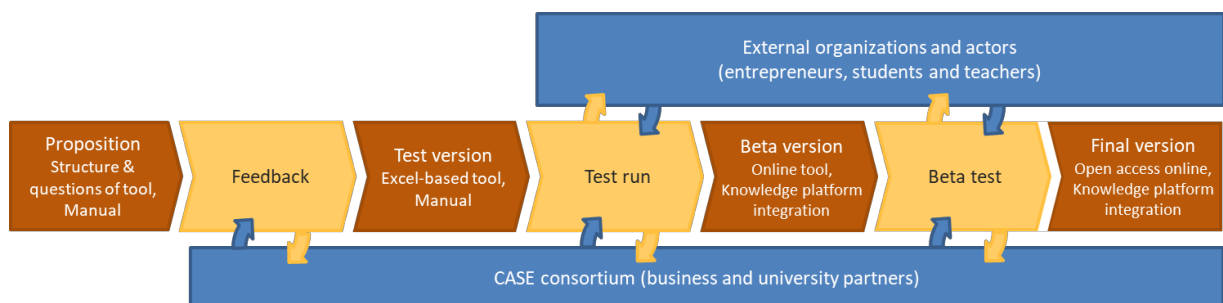 External organizations and actors
(entrepreneurs, students and teachers)
Proposition
Structure &
questions of tool,
Manual
Feedback
Test version
Excel-based tool,
Manual
Test run
Beta version
Online tool,
Knowledge platform
integration
Beta test
Final version
Open access online,
Knowledge platform
integration
CASE consortium (business and university partners)